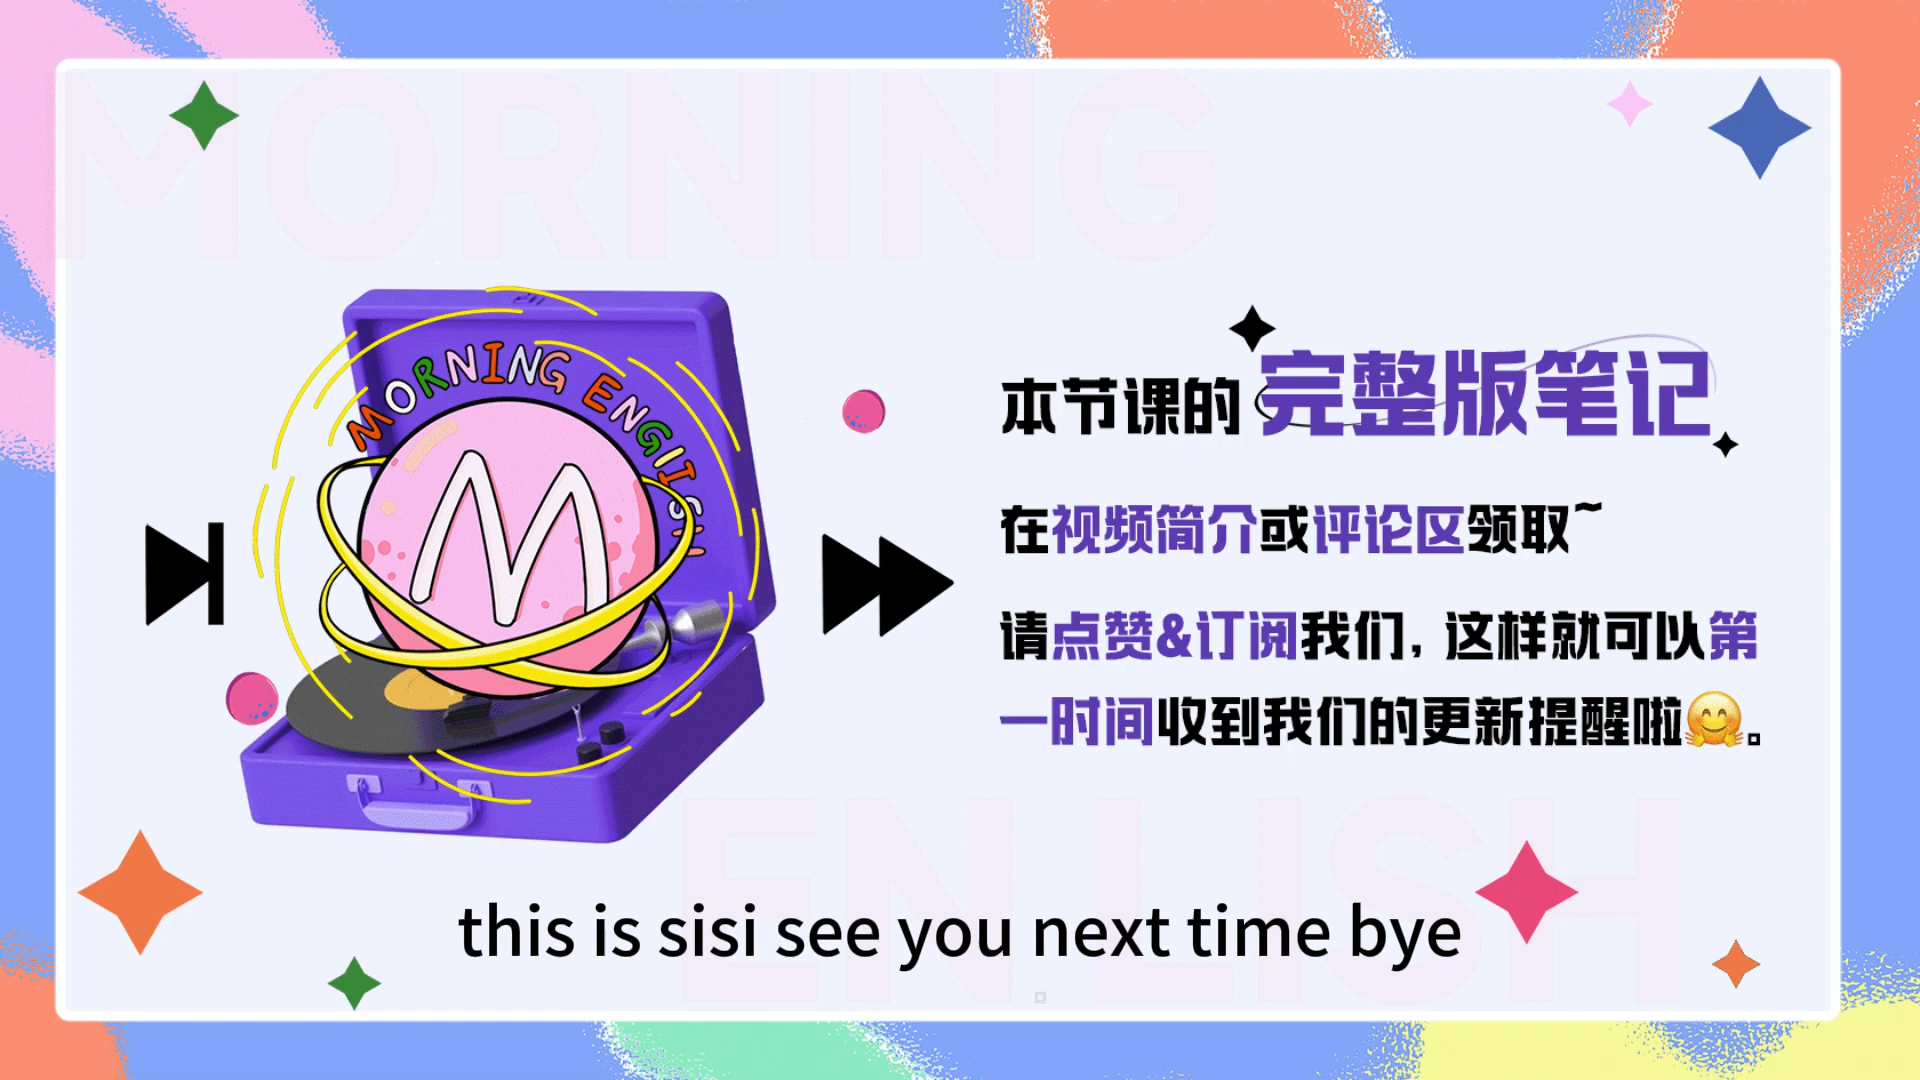 MORNING
MORNING ENGlISH
M
本节课的 完整版笔记
在视频简介或评论区领取~
请点赞&订阅我们，这样就可以第
一时间收到我们的更新提醒啦🤗。
EN LISH
this is sisi see you next time bye